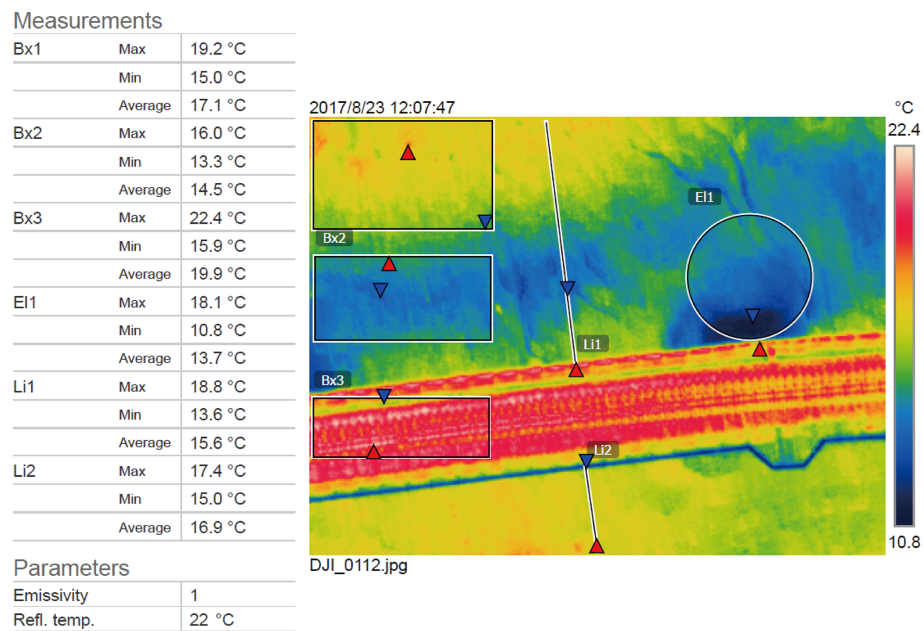 Measurements
Bx1 Max 19.2 °C
Min 15.0 °C
Average 17.1 °C
Bx2 Max 16.0 °C
Min 13.3 °C
Average 14.5 °C
Bx3 Max 22.4 °C
Min 15.9 °C
Average 19.9 °C
El1 Max 18.1 °C
Min 10.8 °C
Average 13.7 °C
Li1 Max 18.8 °C
Min 13.6 °C
Average 15.6 °C
Li2 Max 17.4 °C
Min 15.0 °C
Average 16.9 °C
Parameters
Emissivity 1
Refl. temp. 22 °C
2017/8/23 12:07:47
°C
22.4
El1
Bx2
Li1
Bx3
Li2
10.8
DJI_0112.jpg